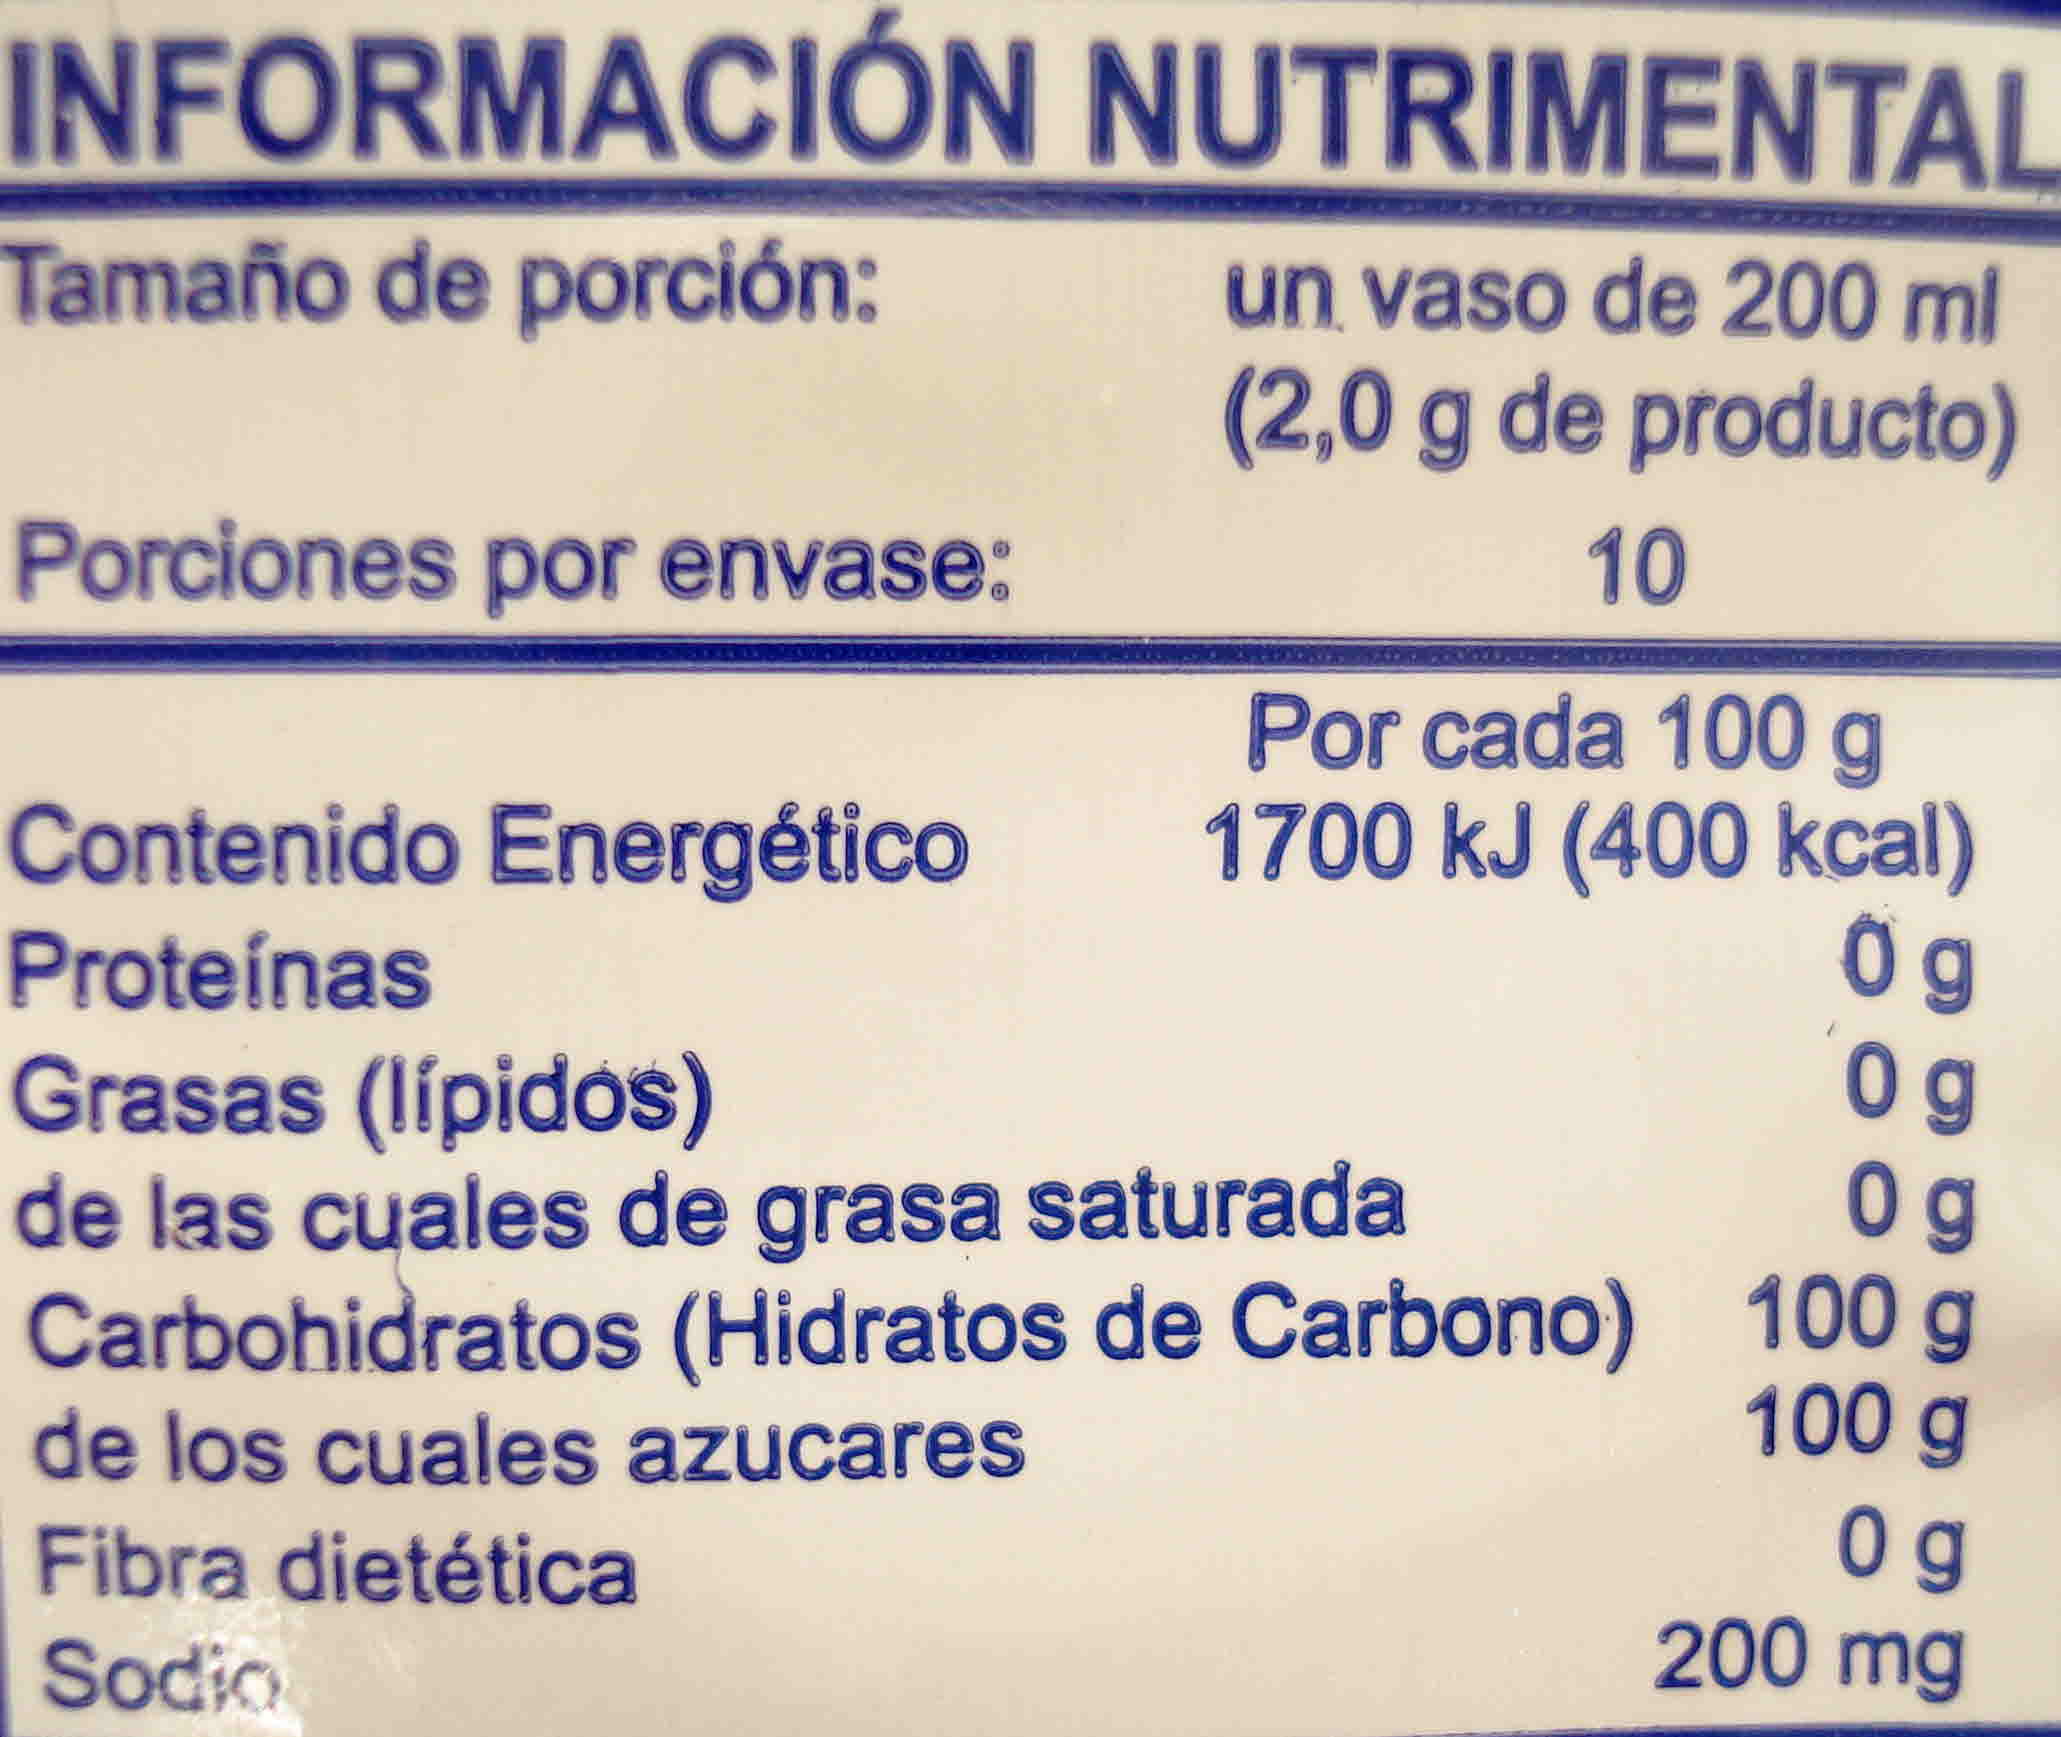 INFORMACIÓN NUTRIMENTAL
Tamaño de porción: un vaso de 200 ml
(2,0 g de producto)
Porciones por envase: 10
Por cada 100 g
Contenido Energético 1700 kJ (400 kcal)
Proteínas 0 g
Grasas (lípidos) 0 g
de las cuales de grasa saturada 0 g
Carbohidratos (Hidratos de Carbono) 100 g
de los cuales azucares 100 g
Fibra dietética 0 g
Sodio 200 mg